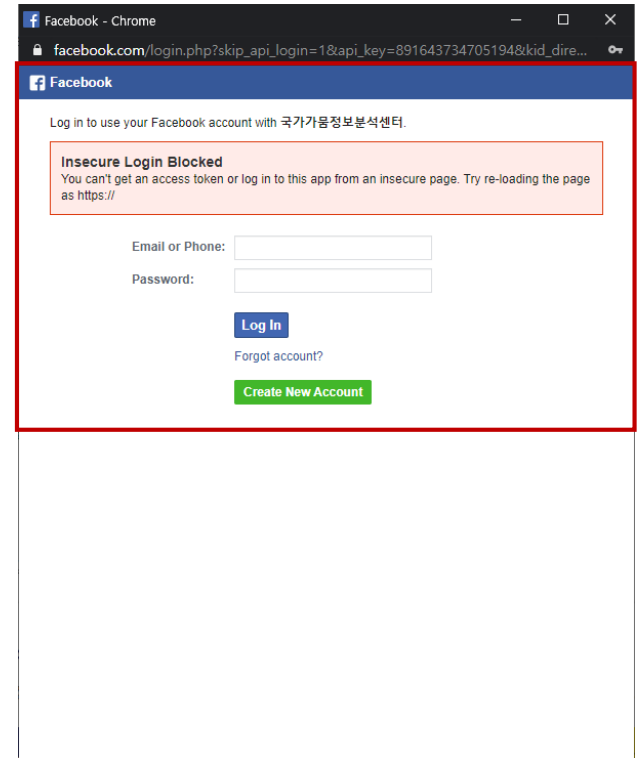 Facebook - Chrome
facebook.com/login.php?skip_api_login=1&api_key=891643734705194&kid_dire...
Facebook
Log in to use your Facebook account with 국가가뭄정보분석센터.
Insecure Login Blocked
You can't get an access token or log in to this app from an insecure page. Try re-loading the page
as https://
Email or Phone:
Password:
Log In
Forgot account?
Create New Account